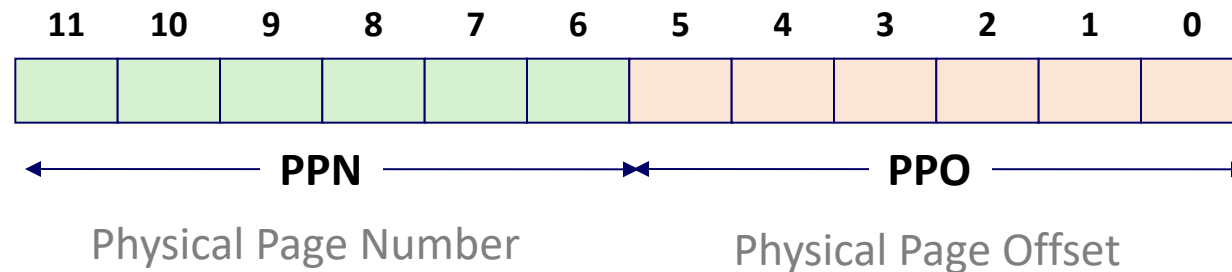 11 10 9 8 7 6 5 4 3 2 1 0
PPN PPO
Physical Page Number Physical Page Offset